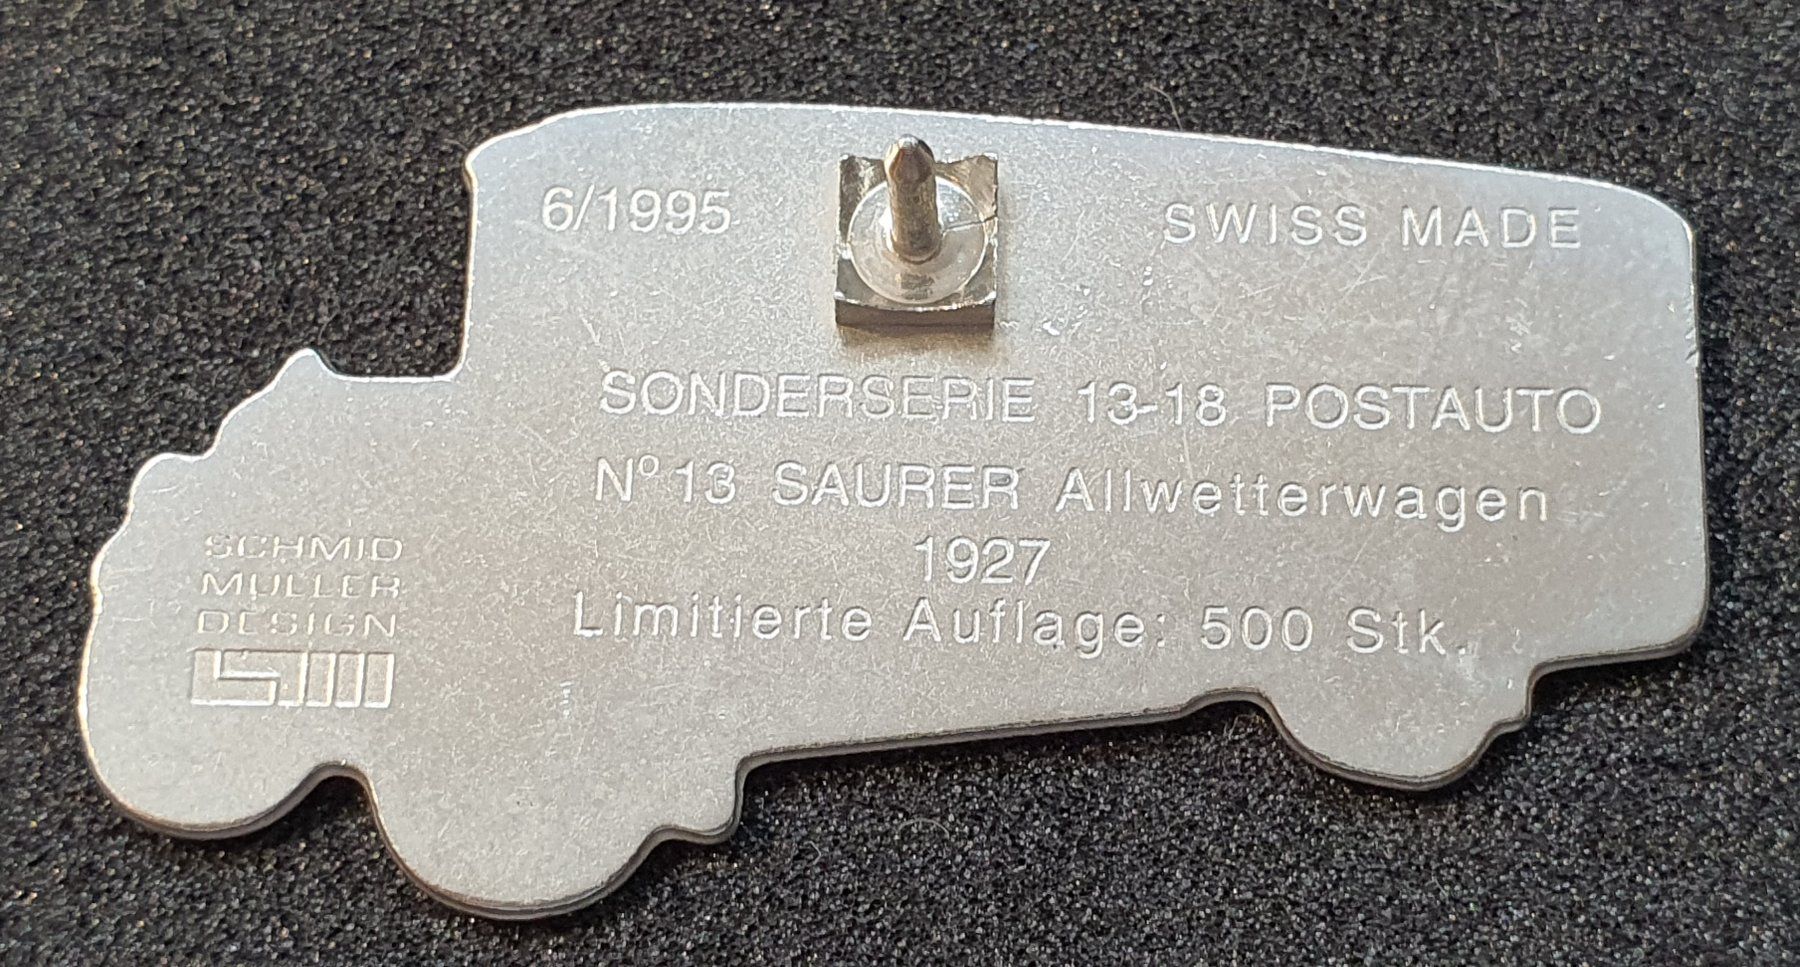 6/1995
SWISS MADE
SONDERSERIE 13-18 POSTAUTO
Nº 13 SAURER Allwetterwagen
1927
Limitierte Auflage: 500 Stk.
SCHMID
MÜLLER
DESIGN